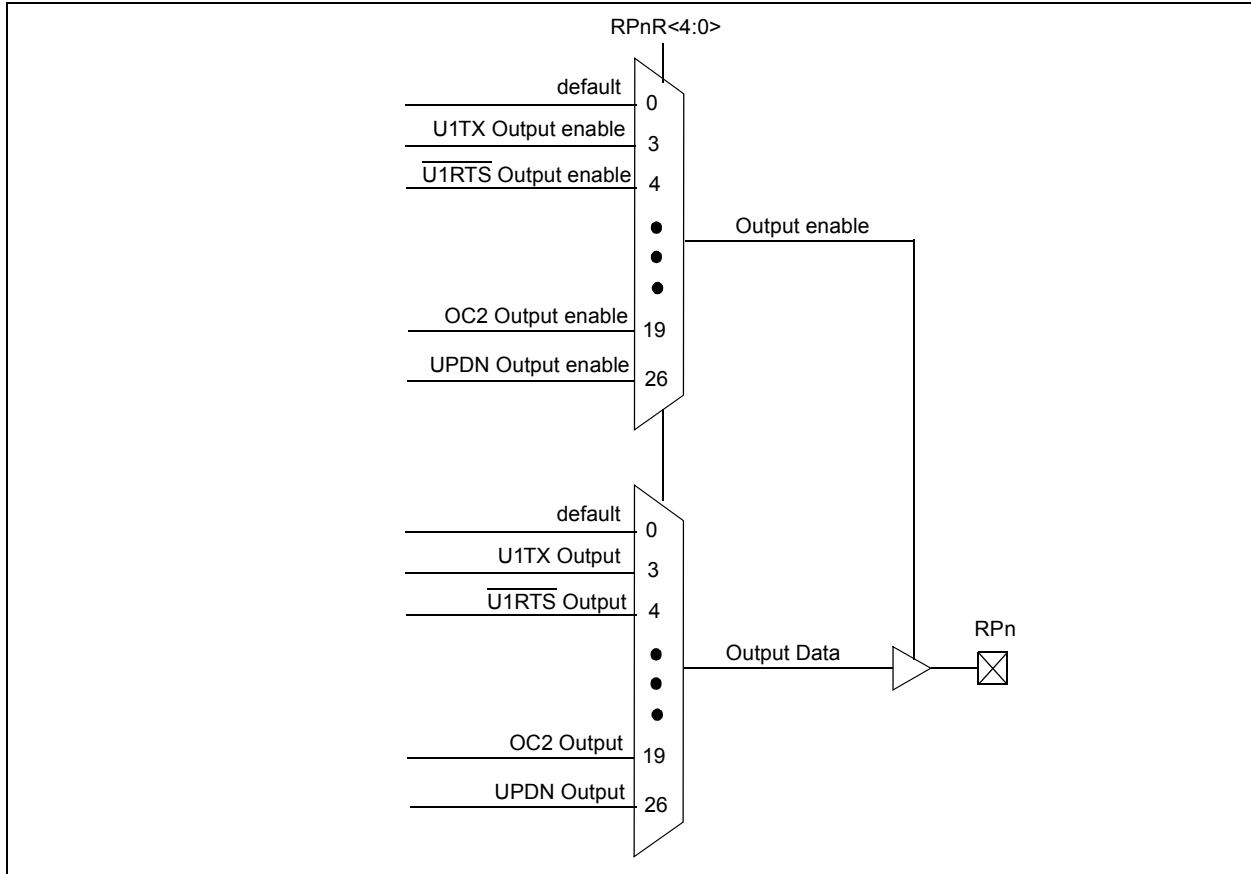 RPnR<4:0>
default
0
U1TX Output enable
3
U1RTS Output enable
4
Output enable
OC2 Output enable
19
UPDN Output enable
26
default
0
U1TX Output
3
U1RTS Output
4
RPn
Output Data
OC2 Output
19
UPDN Output
26